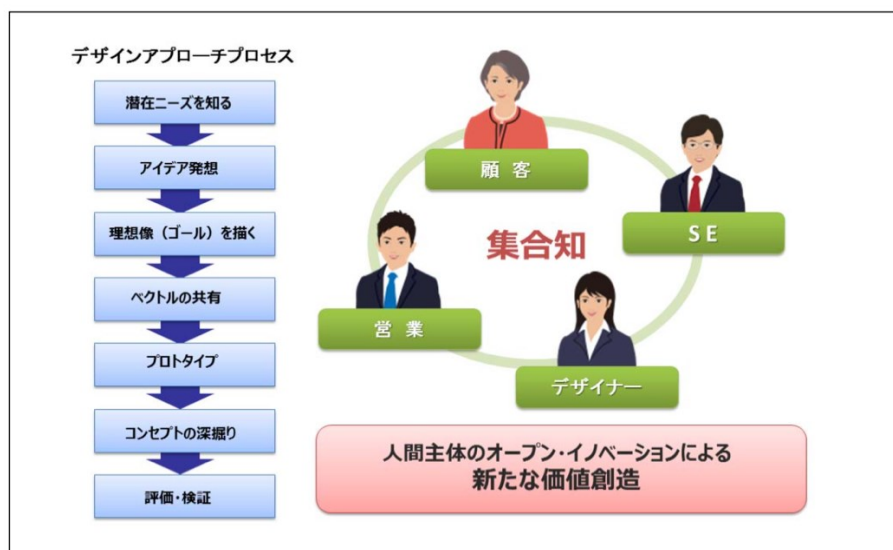 デザインアプローチプロセス
潜在ニーズを知る
アイデア発想
理想像（ゴール）を描く
ベクトルの共有
プロトタイプ
コンセプトの深掘り
評価・検証
顧 客
ＳＥ
集合知
営 業
デザイナー
人間主体のオープン・イノベーションによる
新たな価値創造